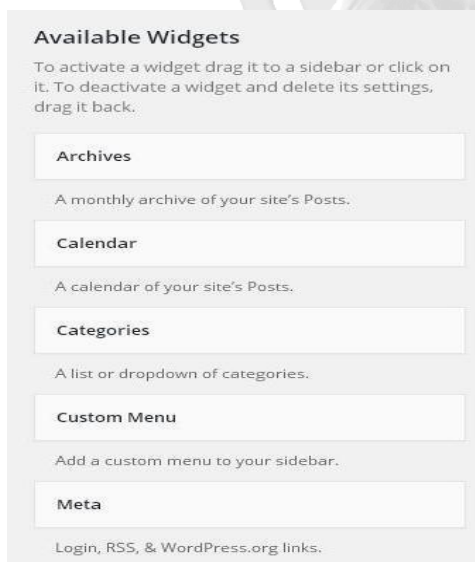 Available Widgets
To activate a widget drag it to a sidebar or click on
it. To deactivate a widget and delete its settings,
drag it back.
Archives
A monthly archive of your site's Posts.
Calendar
A calendar of your site's Posts.
Categories
A list or dropdown of categories.
Custom Menu
Add a custom menu to your sidebar.
Meta
Login, RSS, & WordPress.org links.